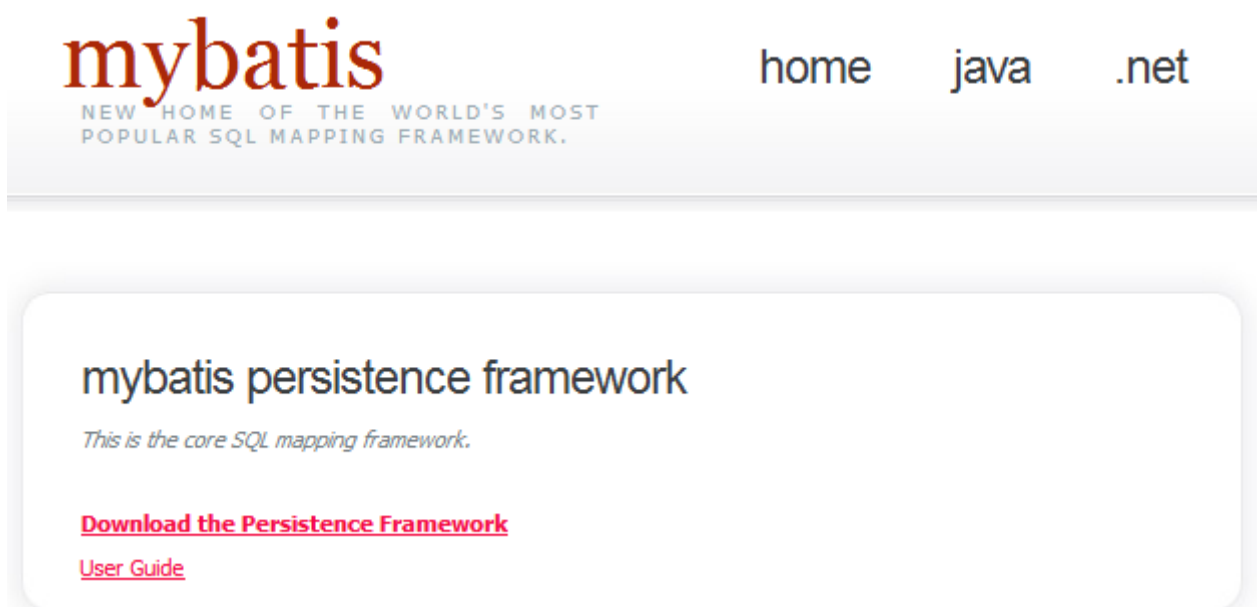 mybatis
home java .net
NEW HOME OF THE WORLD'S MOST
POPULAR SQL MAPPING FRAMEWORK.
mybatis persistence framework
This is the core SQL mapping framework.
Download the Persistence Framework
User Guide